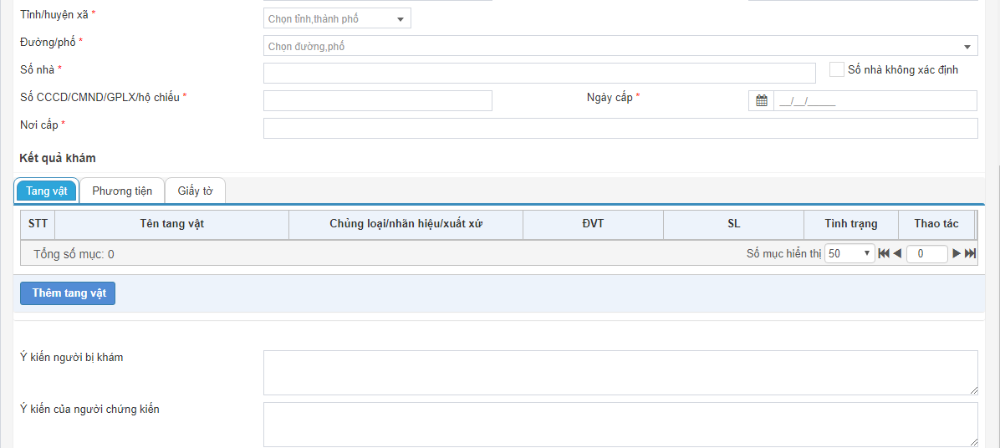 Tỉnh/huyện xã * Chọn tỉnh,thành phố
Đường/phố * Chọn đường,phố
Số nhà * Số nhà không xác định
Số CCCD/CMND/GPLX/hộ chiếu * Ngày cấp * __/__/____
Nơi cấp *
Kết quả khám
Tang vật Phương tiện Giấy tờ
STT Tên tang vật Chủng loại/nhãn hiệu/xuất xứ ĐVT SL Tình trạng Thao tác
Tổng số mục: 0 Số mục hiển thị 50 0
Thêm tang vật
Ý kiến người bị khám
Ý kiến của người chứng kiến